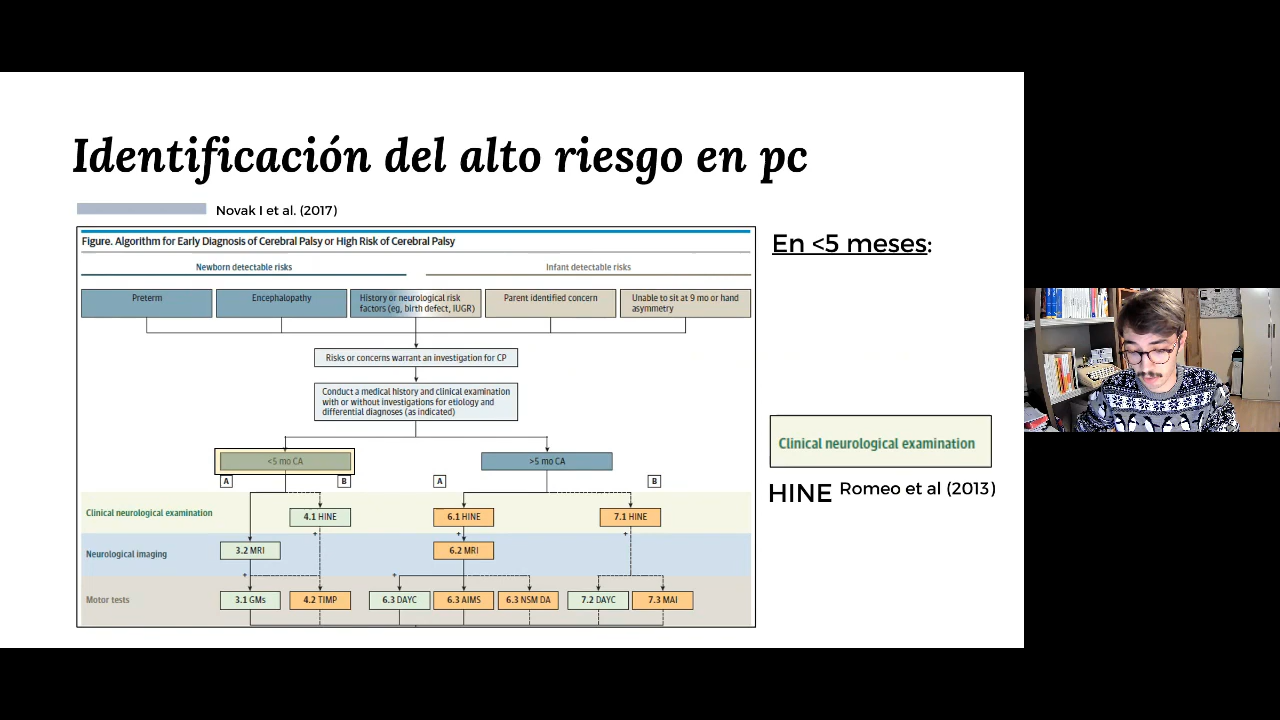 Identificación del alto riesgo en pc
Novak I et al. (2017)
Figure. Algorithm for Early Diagnosis of Cerebral Palsy or High Risk of Cerebral Palsy
Newborn detectable risks
Infant detectable risks
Preterm
Encephalopathy
History or neurological risk
factors (eg, birth defect, IUGR)
Parent identified concern
Unable to sit at 9 mo or hand
asymmetry
Risks or concerns warrant an investigation for CP
Conduct a medical history and clinical examination
with or without investigations for etiology and
differential diagnoses (as indicated)
<5 mo CA
>5 mo CA
A
B
A
B
Clinical neurological examination
4.1 HINE
6.1 HINE
7.1 HINE
+
+
+
Neurological imaging
3.2 MRI
6.2 MRI
+
+
Motor tests
3.1 GMs
4.2 TIMP
6.3 DAYC
6.3 AIMS
6.3 NSM DA
7.2 DAYC
7.3 MAI
En <5 meses:
Clinical neurological examination
HINE Romeo et al (2013)